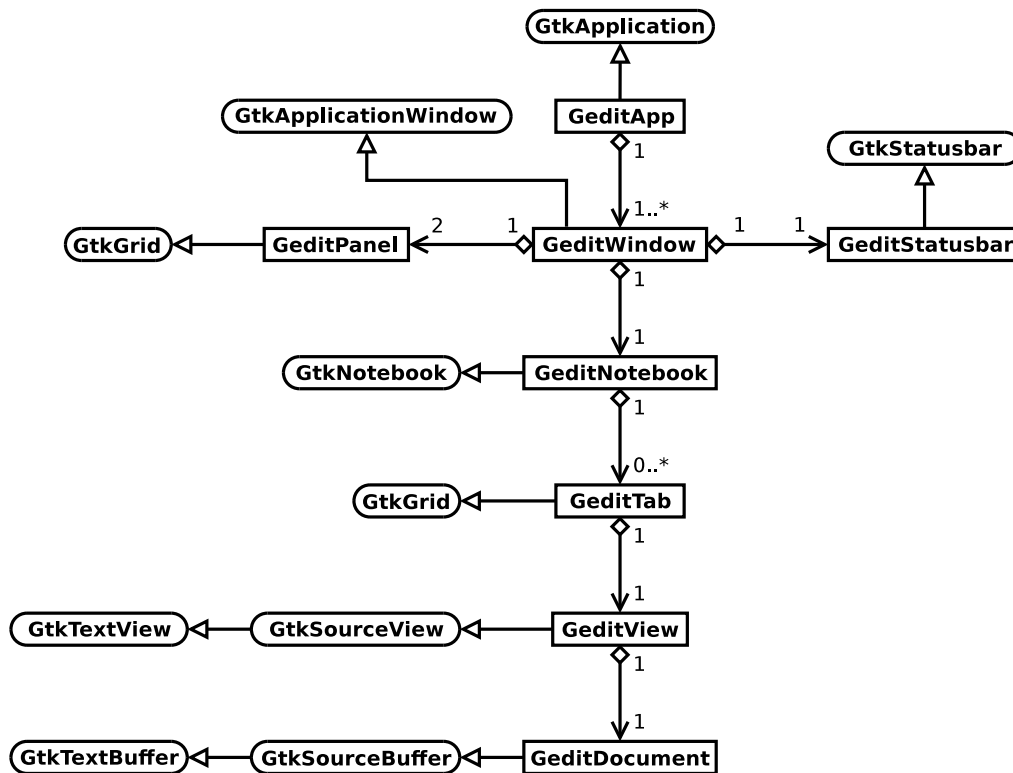 GtkApplication
GtkApplicationWindow
GeditApp
1
GtkStatusbar
1..*
2
1
1
1
GtkGrid
GeditPanel
GeditWindow
GeditStatusbar
1
1
GtkNotebook
GeditNotebook
1
0..*
GtkGrid
GeditTab
1
1
GtkTextView
GtkSourceView
GeditView
1
1
GtkTextBuffer
GtkSourceBuffer
GeditDocument